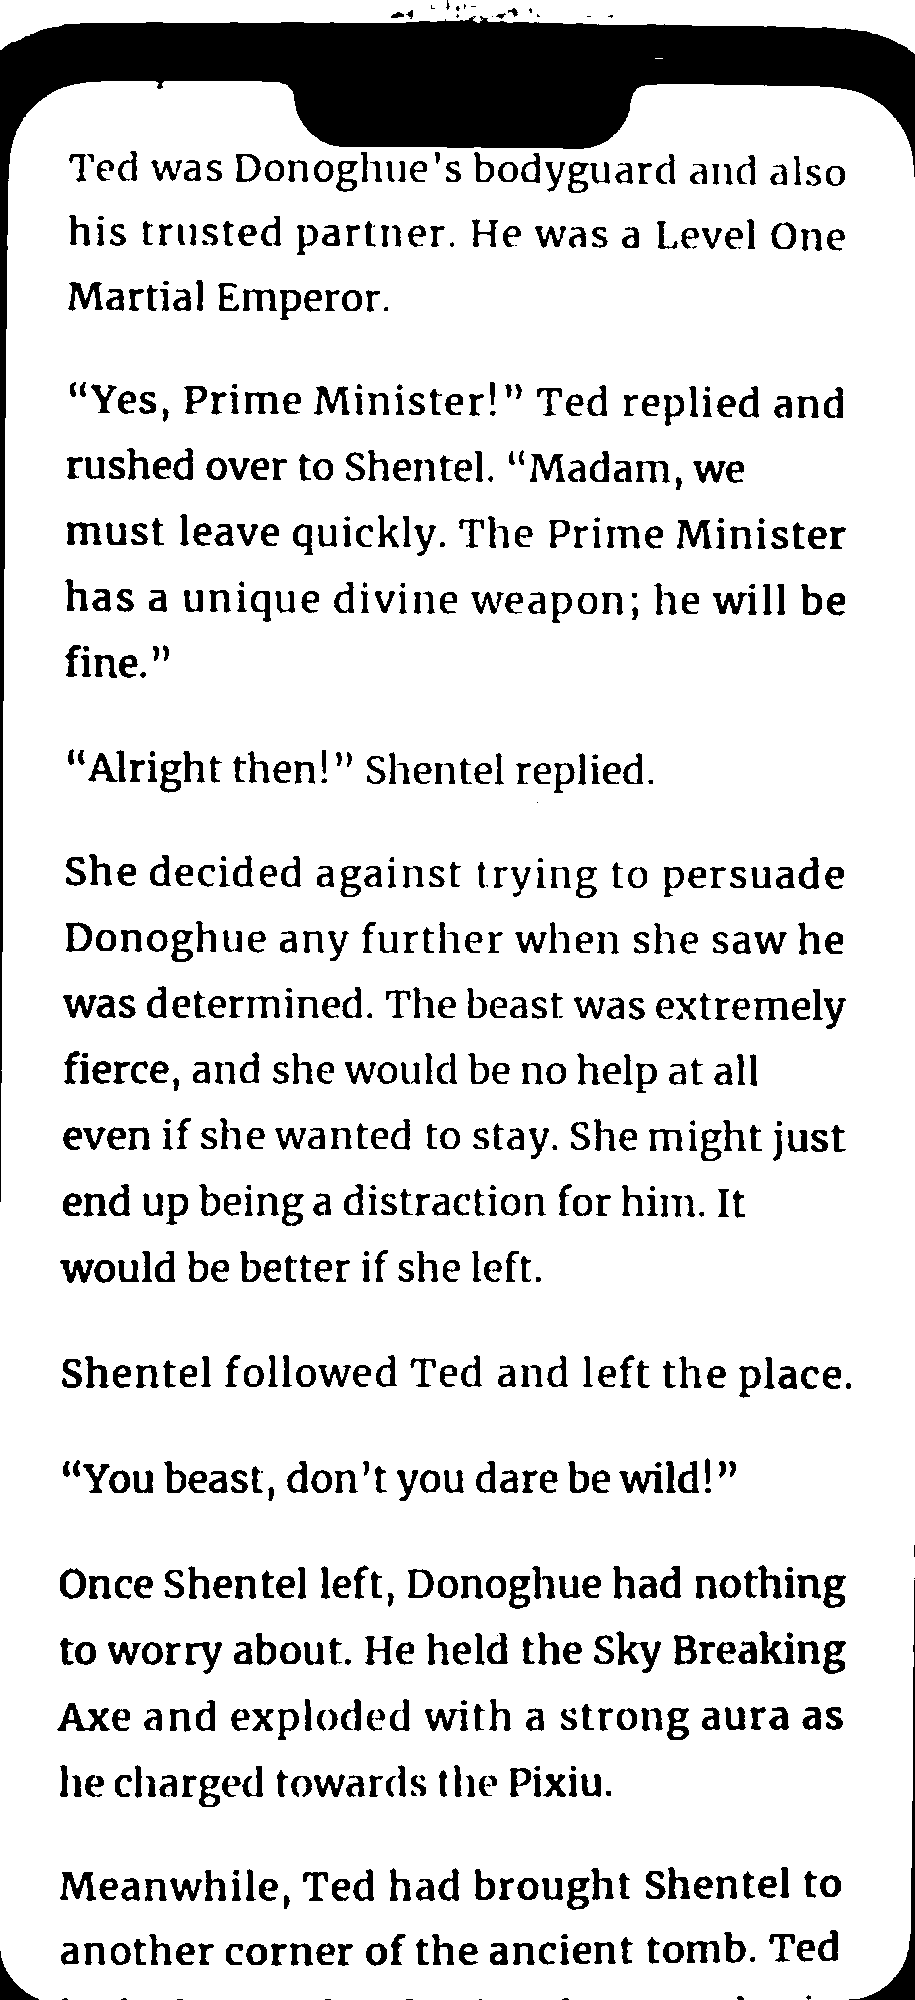 Ted was Donoghue's bodyguard and also
his trusted partner. He was a Level One
Martial Emperor.
“Yes, Prime Minister!” Ted replied and
rushed over to Shentel. “Madam, we
must leave quickly. The Prime Minister
has a unique divine weapon; he will be
fine.”
“Alright then!” Shentel replied.
She decided against trying to persuade
Donoghue any further when she saw he
was determined. The beast was extremely
fierce, and she would be no help at all
even if she wanted to stay. She might just
end up being a distraction for him. It
would be better if she left.
Shentel followed Ted and left the place.
“You beast, don’t you dare be wild!”
Once Shentel left, Donoghue had nothing
to worry about. He held the Sky Breaking
Axe and exploded with a strong aura as
he charged towards the Pixiu.
Meanwhile, Ted had brought Shentel to
another corner of the ancient tomb. Ted